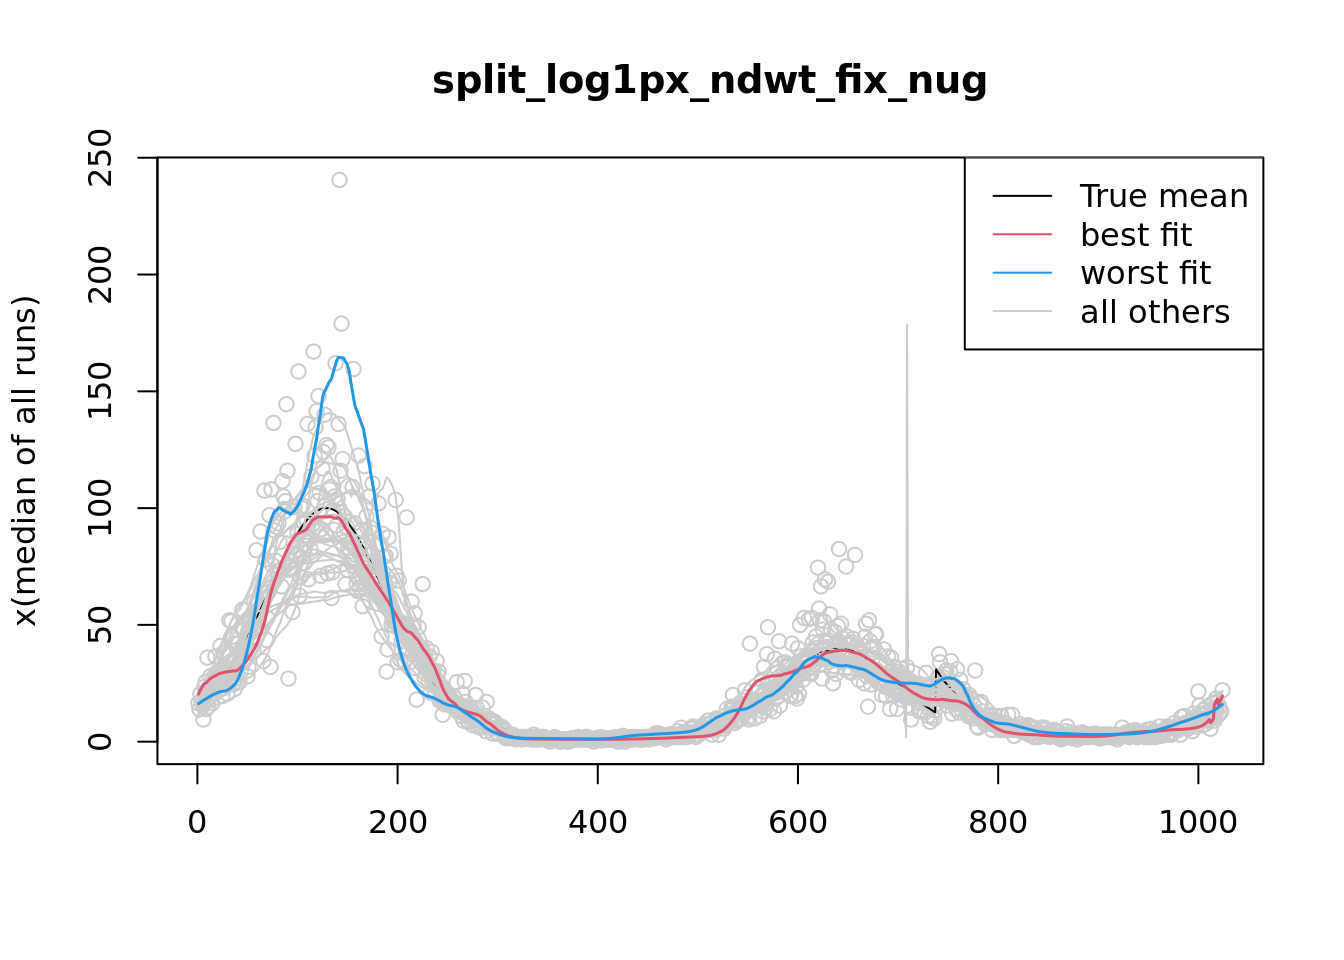 split_log1px_ndwt_fix_nug
x(median of all runs)
250
200
150
100
50
0
True mean
best fit
worst fit
all others
0 200 400 600 800 1000